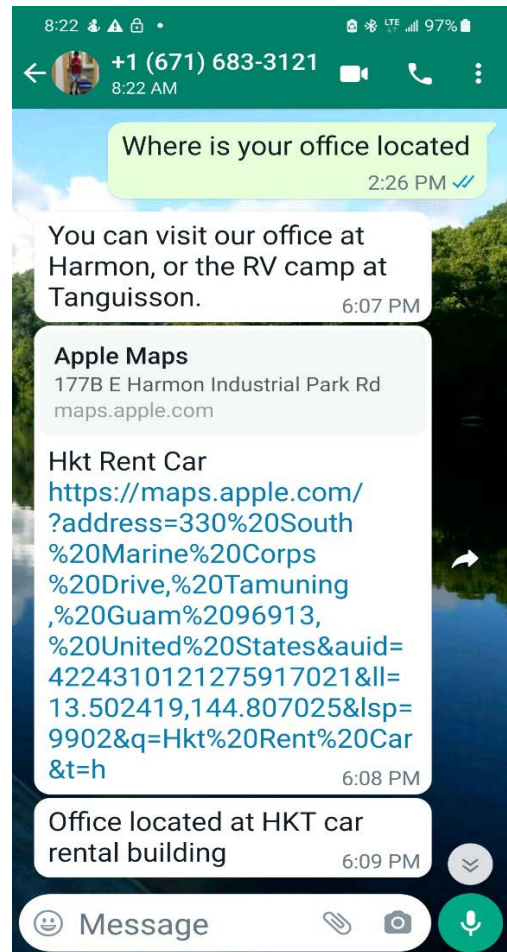 8:22
LTE 97%
+1 (671) 683-3121
8:22 AM
Where is your office located
2:26 PM
You can visit our office at
Harmon, or the RV camp at
Tanguisson.
6:07 PM
Apple Maps
177B E Harmon Industrial Park Rd
maps.apple.com
Hkt Rent Car
https://maps.apple.com/
?address=330%20South
%20Marine%20Corps
%20Drive,%20Tamuning
,%20Guam%2096913,
%20United%20States&auid=
4224310121275917021&ll=
13.502419,144.807025&lsp=
9902&q=Hkt%20Rent%20Car
&t=h
6:08 PM
Office located at HKT car
rental building
6:09 PM
Message